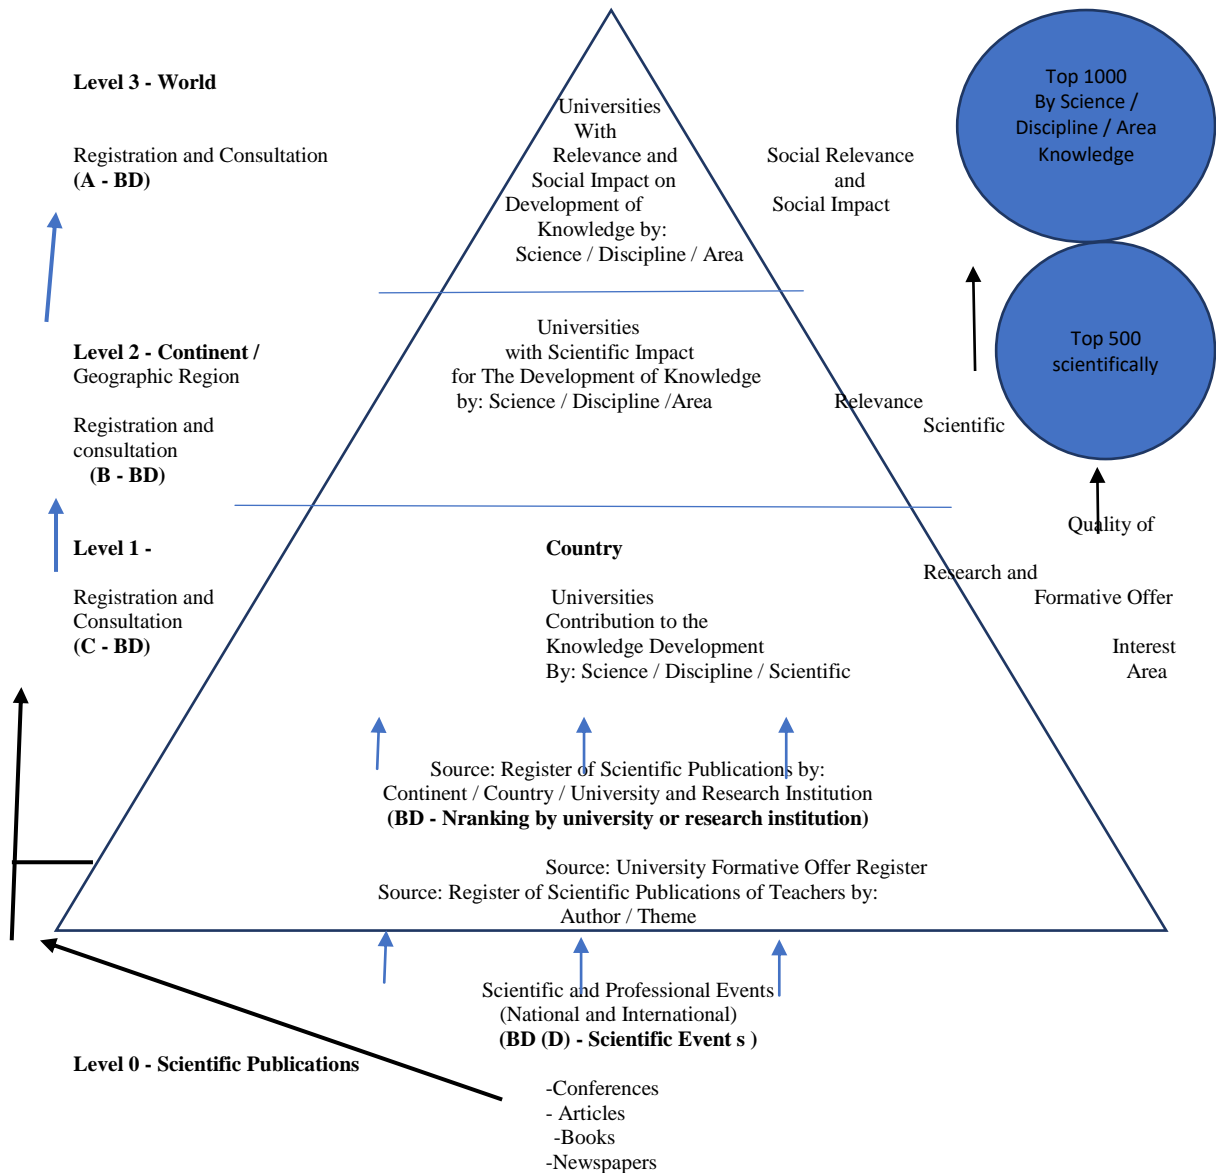 Level 3 - World
Registration and Consultation
(A - BD)
Universities
With
Relevance and
Social Impact on
Development of
Knowledge by:
Science / Discipline / Area
Social Relevance
and
Social Impact
Top 1000
By Science /
Discipline / Area
Knowledge
Level 2 - Continent /
Geographic Region
Registration and
consultation
(B - BD)
Universities
with Scientific Impact
for The Development of Knowledge
by: Science / Discipline /Area
Relevance
Scientific
Top 500
scientifically
Level 1 -
Registration and
Consultation
(C - BD)
Country
Universities
Contribution to the
Knowledge Development
By: Science / Discipline / Scientific
Quality of
Research and
Formative Offer
Interest
Area
Source: Register of Scientific Publications by:
Continent / Country / University and Research Institution
(BD - Nranking by university or research institution)
Source: University Formative Offer Register
Source: Register of Scientific Publications of Teachers by:
Author / Theme
Scientific and Professional Events
(National and International)
(BD (D) - Scientific Event s )
Level 0 - Scientific Publications
-Conferences
- Articles
-Books
-Newspapers